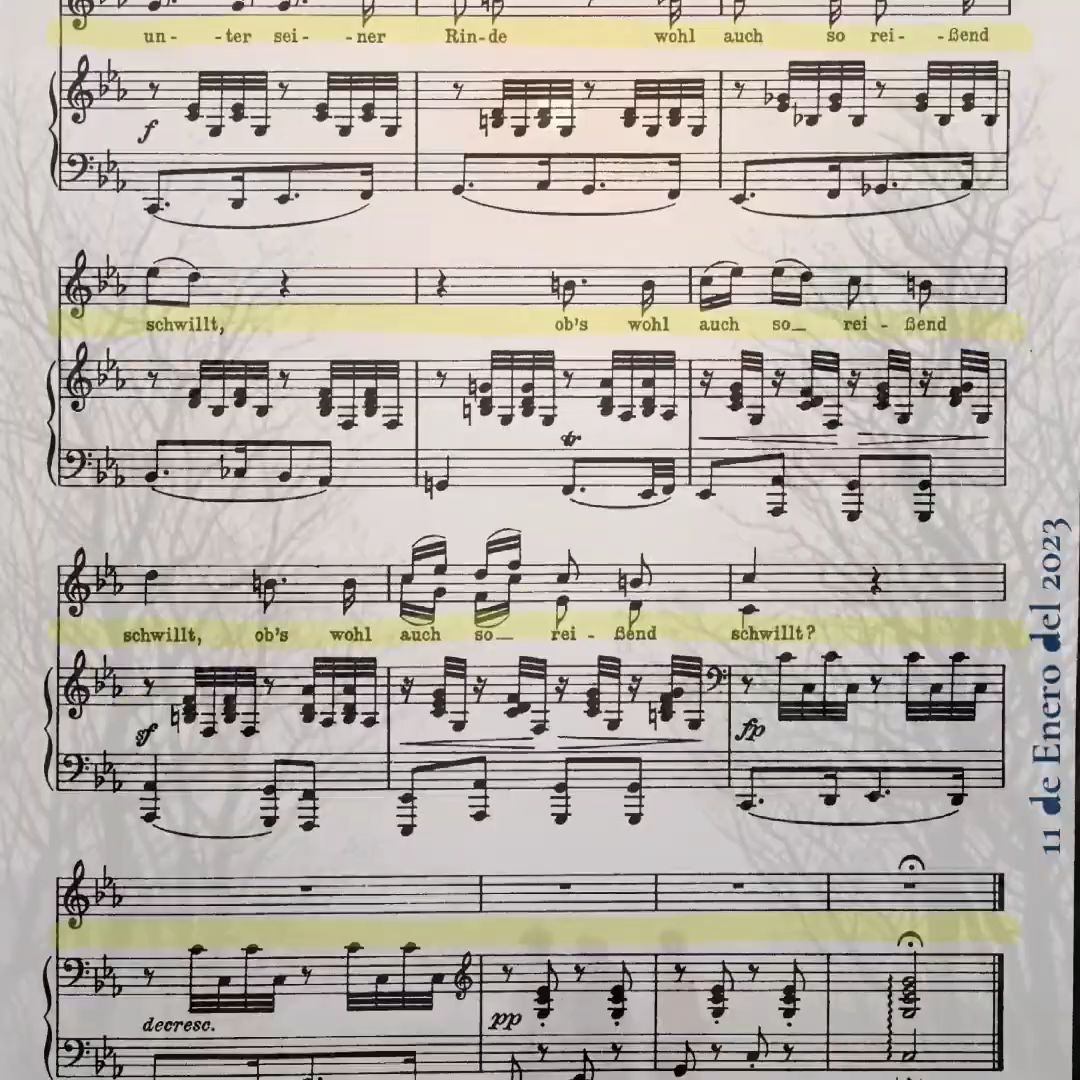 un- -ter sei- -ner Rin-de wohl auch so rei- -ßend
f
schwillt, ob's wohl auch so_ rei - ßend
tr
schwillt, ob's wohl auch so_ rei - ßend schwillt?
sf fp
decresc. pp
11 de Enero del 2023